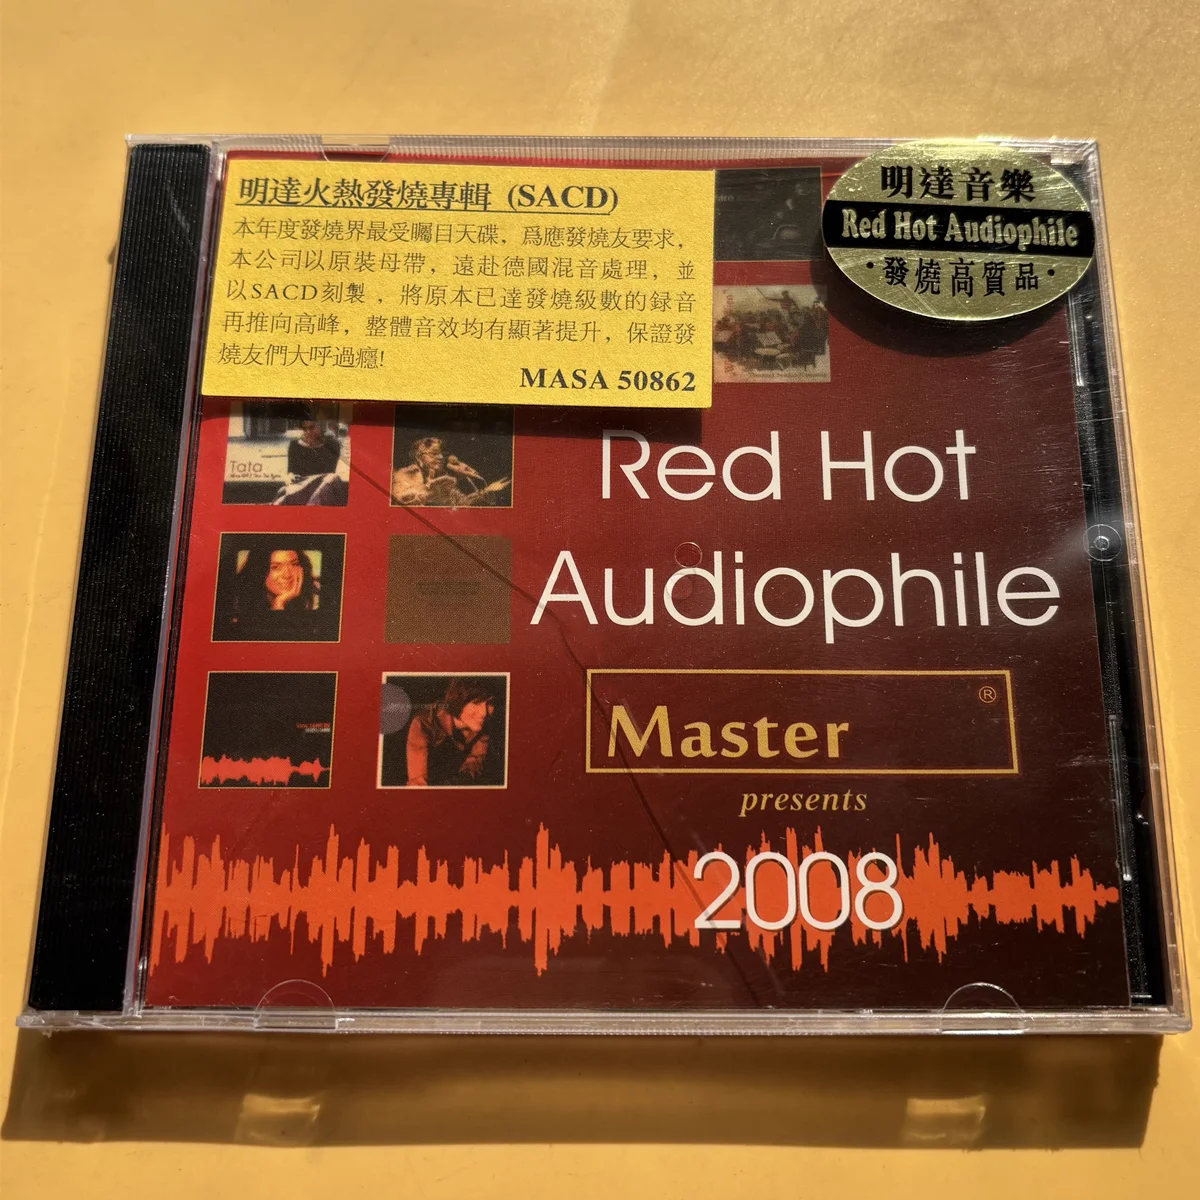 明達火熱發燒專輯 (SACD)
本年度發燒界最受矚目天碟，爲應發燒友要求，
本公司以原裝母帶，遠赴德國混音處理，並
以SACD刻製，將原本已達發燒級數的録音
再推向高峰，整體音效均有顯著提升，保證發
燒友們大呼過癮!
MASA 50862
明達音樂
Red Hot Audiophile
·發燒高質品·
Tata
Red Hot
Audiophile
Master
®
presents
2008